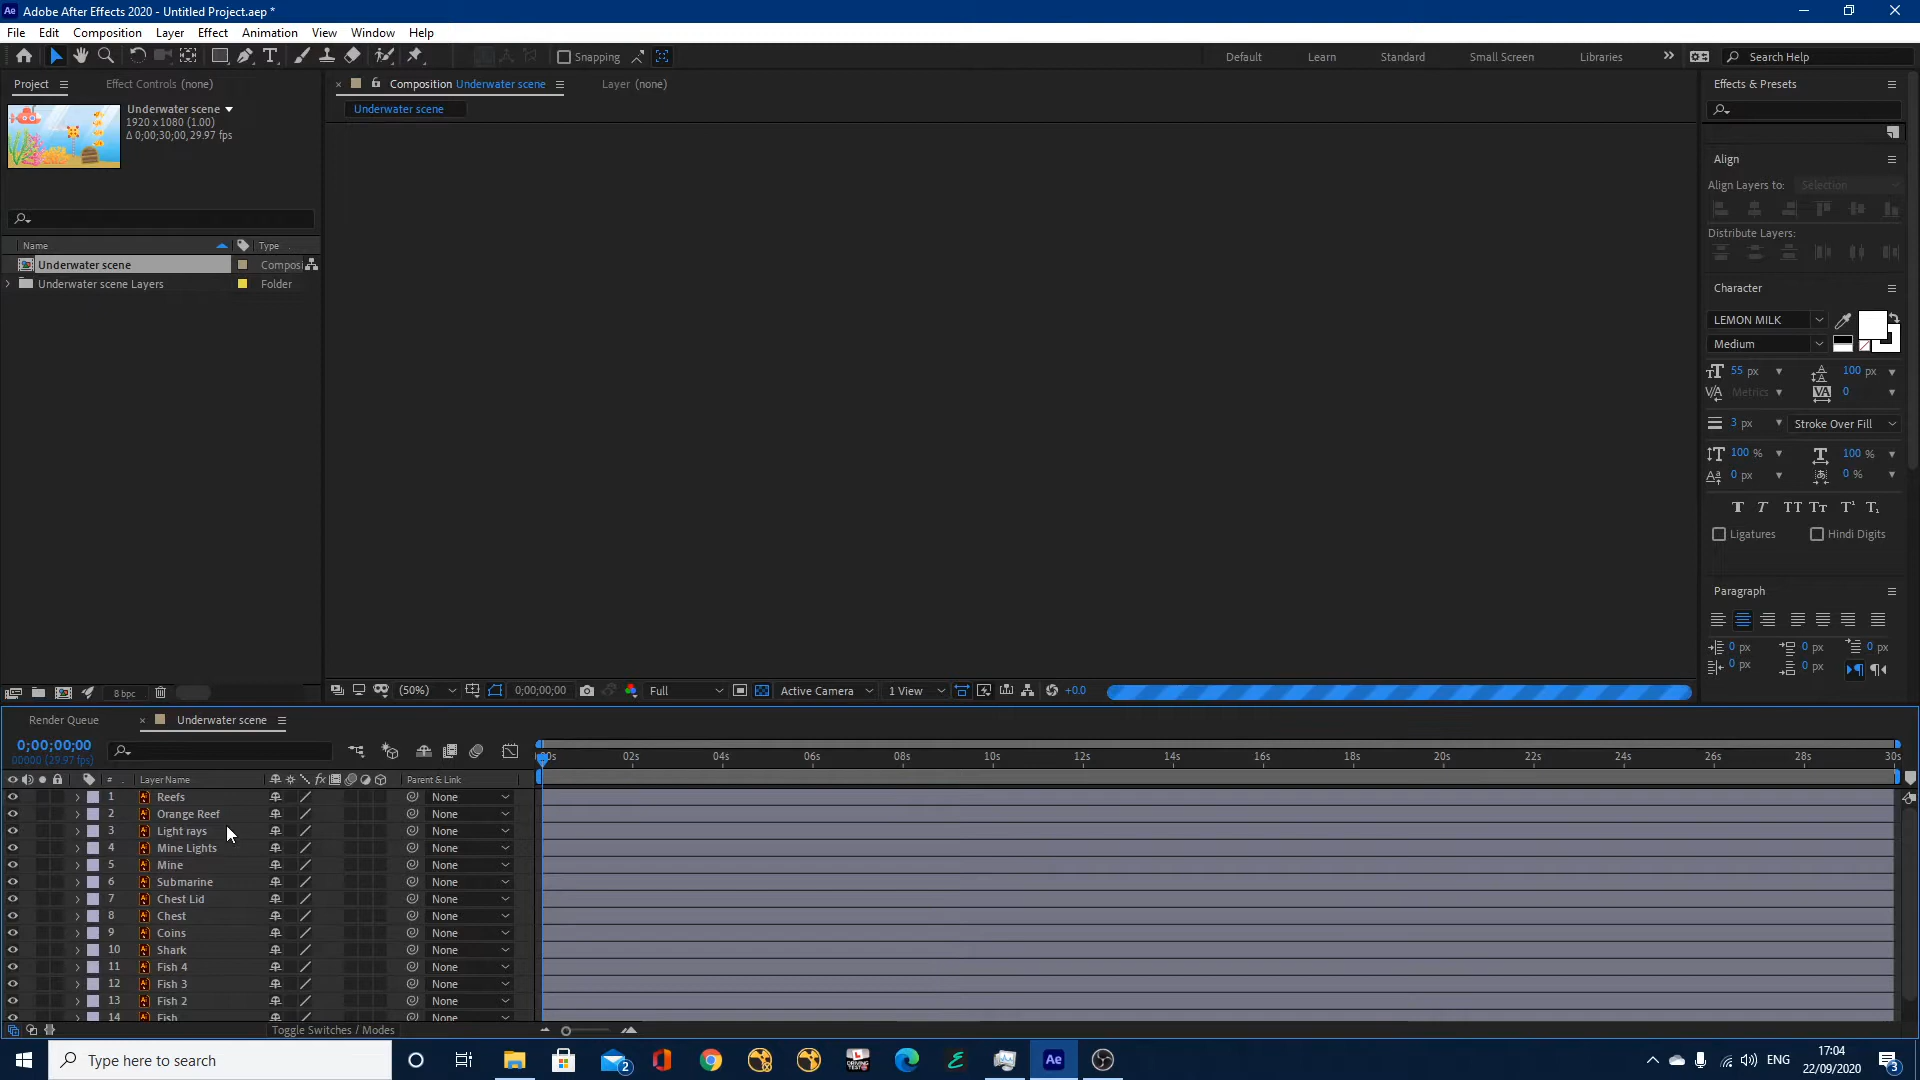 Ae Adobe After Effects 2020 - Untitled Project.aep *
File Edit Composition Layer Effect Animation View Window Help
Snapping
Default Learn Standard Small Screen Libraries » Search Help
Project Effect Controls (none)
× Composition Underwater scene Layer (none)
Effects & Presets
Underwater scene
1920 x 1080 (1.00)
Δ 0;00;30;00, 29.97 fps
Underwater scene
Align
Align Layers to: Selection
Distribute Layers:
Name Type
Underwater scene Composi
Underwater scene Layers Folder
Character
LEMON MILK
Medium
55 px 100 px
Metrics 0
3 px Stroke Over Fill
100 % 100 %
0 px 0 %
T T TT Tт T¹ T₁
Ligatures Hindi Digits
Paragraph
0 px 0 px 0 px
0 px 0 px
8 bpc
(50%) 0;00;00;00 Full Active Camera 1 View +0.0
Render Queue × Underwater scene
0;00;00;00
00000 (29.97 fps)
:00s 02s 04s 06s 08s 10s 12s 14s 16s 18s 20s 22s 24s 26s 28s 30s
# Layer Name fx Parent & Link
1 Reefs None
2 Orange Reef None
3 Light rays None
4 Mine Lights None
5 Mine None
6 Submarine None
7 Chest Lid None
8 Chest None
9 Coins None
10 Shark None
11 Fish 4 None
12 Fish 3 None
13 Fish 2 None
14 Fish None
Toggle Switches / Modes
Type here to search
2
DRIVING TEST
Ae
ENG
17:04
22/09/2020
3